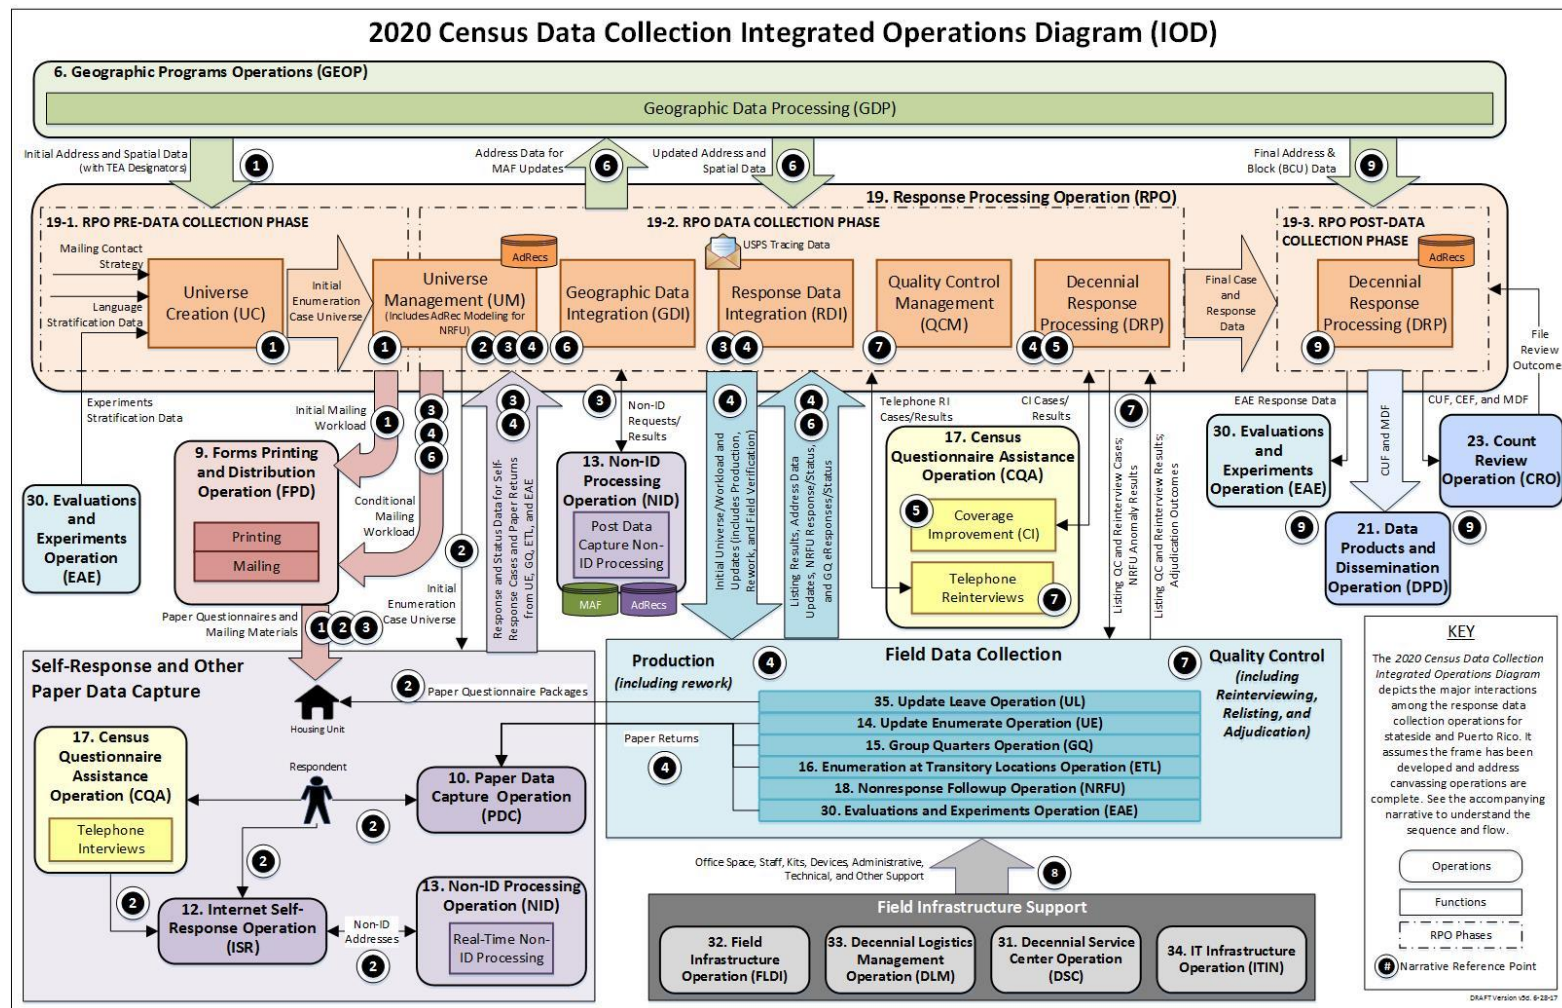 2020 Census Data Collection Integrated Operations Diagram (IOD)
6. Geographic Programs Operations (GEOP)
Geographic Data Processing (GDP)
Initial Address and Spatial Data
(with TEA Designators)
1
Address Data for
MAF Updates
6
Updated Address and
Spatial Data
6
Final Address &
Block (BCU) Data
9
19. Response Processing Operation (RPO)
19-1. RPO PRE-DATA COLLECTION PHASE
Mailing Contact
Strategy
Language
Stratification Data
Universe
Creation (UC)
1
Initial
Enumeration
Case Universe
19-2. RPO DATA COLLECTION PHASE
AdRecs
Universe
Management (UM)
(Includes AdRec Modeling for
NRFU)
1
2
3
4
Geographic Data
Integration (GDI)
6
USPS Tracing Data
Response Data
Integration (RDI)
3
4
Quality Control
Management
(QCM)
7
Decennial
Response
Processing (DRP)
4
5
Final Case
and
Response
Data
19-3. RPO POST-DATA
COLLECTION PHASE
AdRecs
Decennial
Response
Processing (DRP)
9
File
Review
Outcome
Experiments
Stratification Data
30. Evaluations
and
Experiments
Operation
(EAE)
Initial Mailing
Workload
1
3
4
6
9. Forms Printing
and Distribution
Operation (FPD)
Printing
Mailing
Conditional
Mailing
Workload
2
Initial
Enumeration
Case Universe
3
4
Response and Status Data for Self-
Response Cases and Paper Returns
from UE, GQ, ETL, and EAE
3
Non-ID
Requests/
Results
13. Non-ID
Processing
Operation (NID)
Post Data
Capture Non-
ID Processing
MAF
AdRecs
4
Initial Universe/Workload and
Updates (includes Production,
Rework, and Field Verification)
4
6
Listing Results, Address Data
Updates, NRFU Response/Status,
and GQ eResponses/Status
Telephone RI
Cases/Results
CI Cases/
Results
17. Census
Questionnaire Assistance
Operation (CQA)
5
Coverage
Improvement (CI)
Telephone
Reinterviews
7
7
Listing QC and Reinterview Cases;
NRFU Anomaly Results
Listing QC and Reinterview Results;
Adjudication Outcomes
EAE Response Data
30. Evaluations
and
Experiments
Operation (EAE)
9
CUF and MDF
CUF, CEF, and MDF
23. Count
Review
Operation (CRO)
9
21. Data
Products and
Dissemination
Operation (DPD)
Paper Questionnaires and
Mailing Materials
1
2
3
Self-Response and Other
Paper Data Capture
Housing Unit
2
Paper Questionnaire Packages
17. Census
Questionnaire
Assistance
Operation (CQA)
Telephone
Interviews
Respondent
2
2
2
10. Paper Data
Capture Operation
(PDC)
12. Internet Self-
Response Operation
(ISR)
Non-ID
Addresses
2
13. Non-ID Processing
Operation (NID)
Real-Time Non-
ID Processing
Production
(including rework)
4
Field Data Collection
7
Quality Control
(including
Reinterviewing,
Relisting, and
Adjudication)
Paper Returns
4
35. Update Leave Operation (UL)
14. Update Enumerate Operation (UE)
15. Group Quarters Operation (GQ)
16. Enumeration at Transitory Locations Operation (ETL)
18. Nonresponse Followup Operation (NRFU)
30. Evaluations and Experiments Operation (EAE)
Office Space, Staff, Kits, Devices, Administrative,
Technical, and Other Support
8
Field Infrastructure Support
32. Field
Infrastructure
Operation (FLDI)
33. Decennial Logistics
Management
Operation (DLM)
31. Decennial Service
Center Operation
(DSC)
34. IT Infrastructure
Operation (ITIN)
KEY
The 2020 Census Data Collection
Integrated Operations Diagram
depicts the major interactions
among the response data
collection operations for
stateside and Puerto Rico. It
assumes the frame has been
developed and address
canvassing operations are
complete. See the accompanying
narrative to understand the
sequence and flow.
Operations
Functions
RPO Phases
# Narrative Reference Point
DRAFT Version v3d. 6-28-17